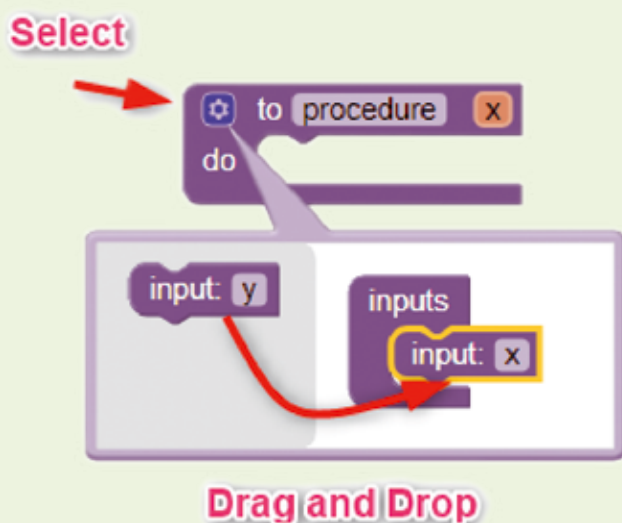 Select
to procedure x
do
input: y
inputs
input: x
Drag and Drop